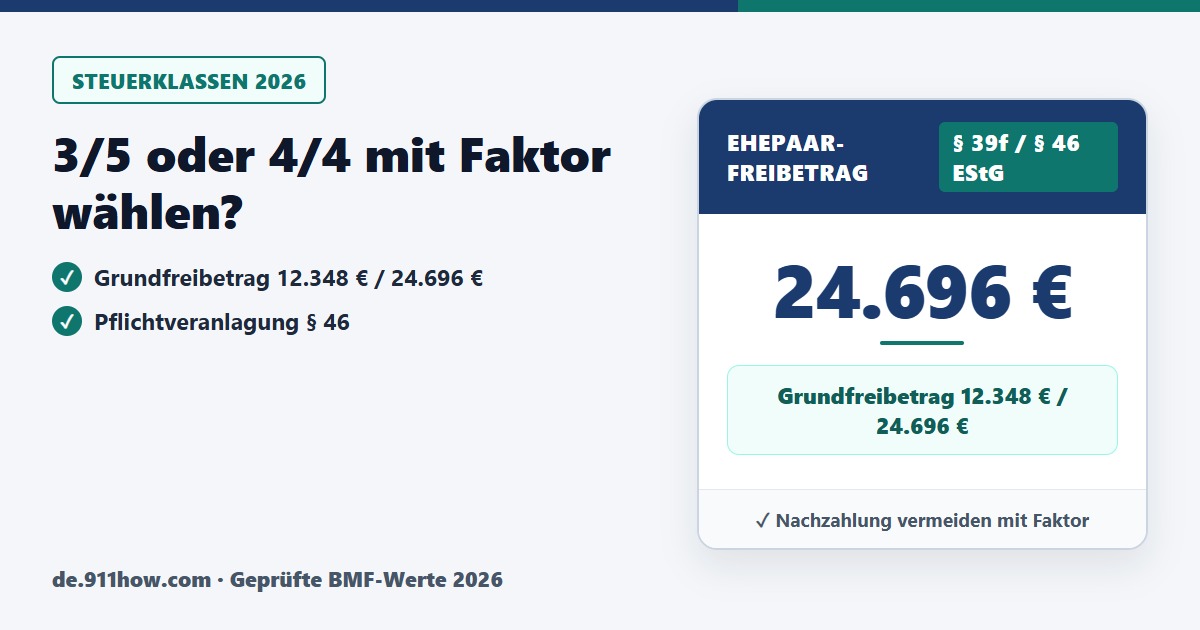 STEUERKLASSEN 2026
3/5 oder 4/4 mit Faktor
wählen?
✓ Grundfreibetrag 12.348 € / 24.696 €
✓ Pflichtveranlagung § 46
EHEPAAR-
FREIBETRAG
§ 39f / § 46
EStG
24.696 €
Grundfreibetrag 12.348 € /
24.696 €
✓ Nachzahlung vermeiden mit Faktor
de.911how.com · Geprüfte BMF-Werte 2026